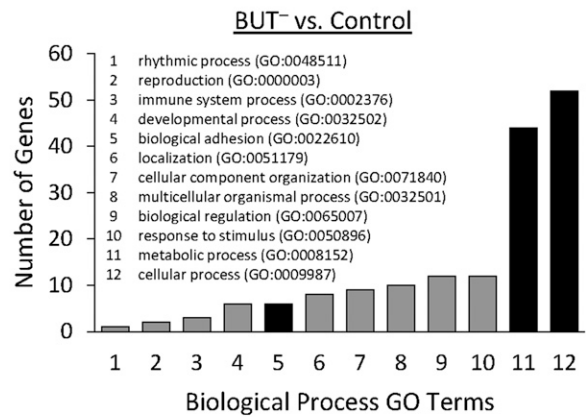 BUT⁻ vs. Control
60
50
40
30
20
10
0
Number of Genes
1 rhythmic process (GO:0048511)
2 reproduction (GO:0000003)
3 immune system process (GO:0002376)
4 developmental process (GO:0032502)
5 biological adhesion (GO:0022610)
6 localization (GO:0051179)
7 cellular component organization (GO:0071840)
8 multicellular organismal process (GO:0032501)
9 biological regulation (GO:0065007)
10 response to stimulus (GO:0050896)
11 metabolic process (GO:0008152)
12 cellular process (GO:0009987)
1 2 3 4 5 6 7 8 9 10 11 12
Biological Process GO Terms